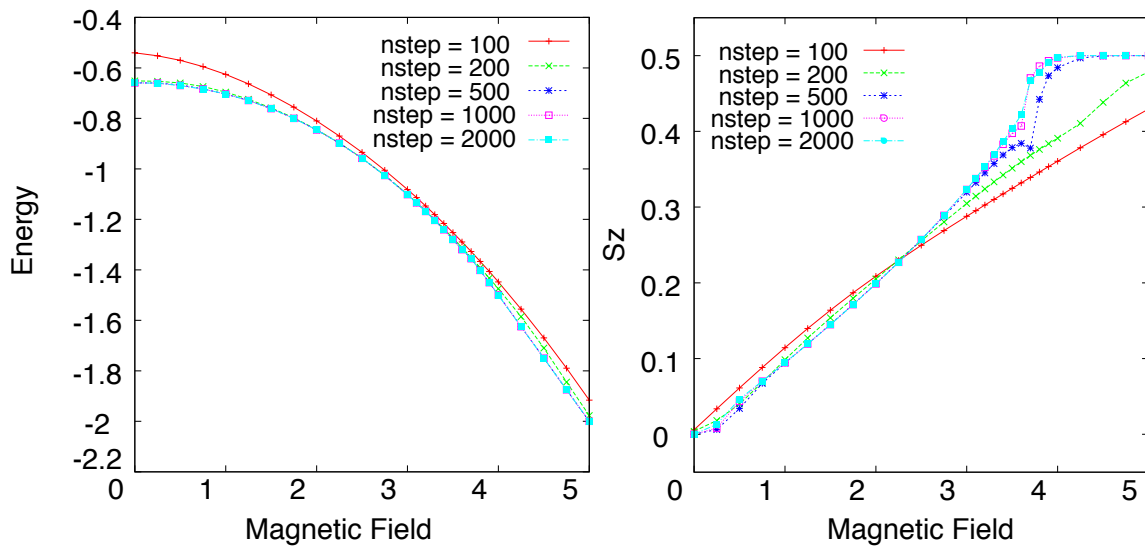 -0.4
-0.6
-0.8
-1
-1.2
-1.4
-1.6
-1.8
-2
-2.2
0 1 2 3 4 5
Energy
Magnetic Field
nstep = 100
nstep = 200
nstep = 500
nstep = 1000
nstep = 2000
0.5
0.4
0.3
0.2
0.1
0
0 1 2 3 4 5
Sz
Magnetic Field
nstep = 100
nstep = 200
nstep = 500
nstep = 1000
nstep = 2000